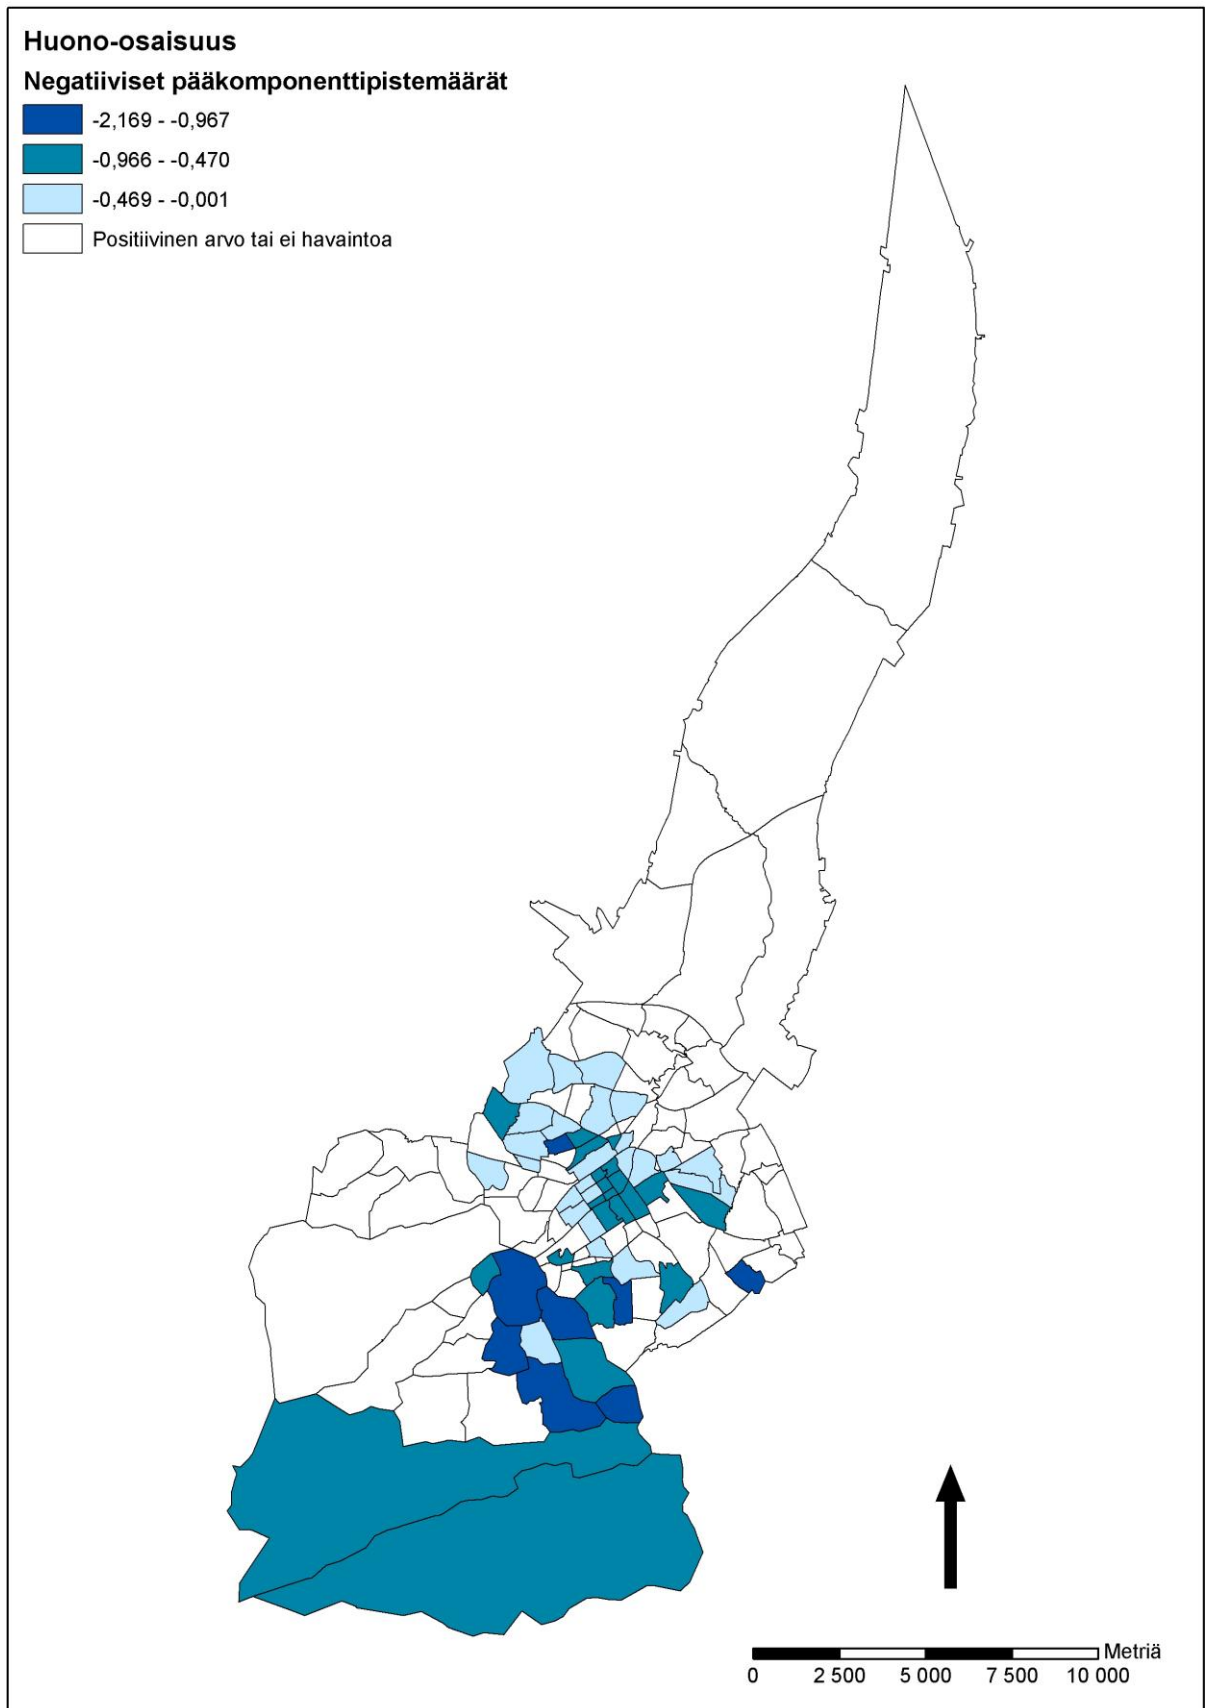 Huono-osaisuus
Negatiiviset pääkomponenttipistemäärät
-2,169 - -0,967
-0,966 - -0,470
-0,469 - -0,001
Positiivinen arvo tai ei havaintoa
Metriä
0 2 500 5 000 7 500 10 000